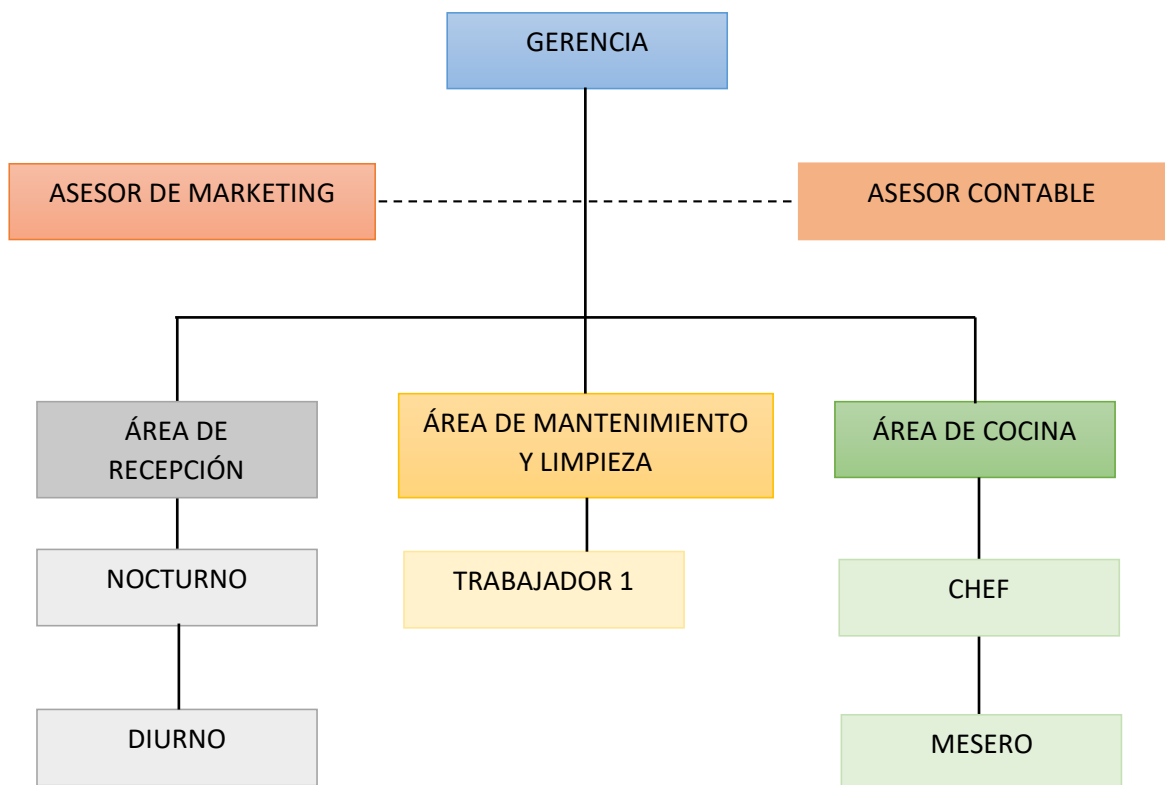 GERENCIA
ASESOR DE MARKETING
ASESOR CONTABLE
ÁREA DE
RECEPCIÓN
ÁREA DE MANTENIMIENTO
Y LIMPIEZA
ÁREA DE COCINA
NOCTURNO
TRABAJADOR 1
CHEF
DIURNO
MESERO